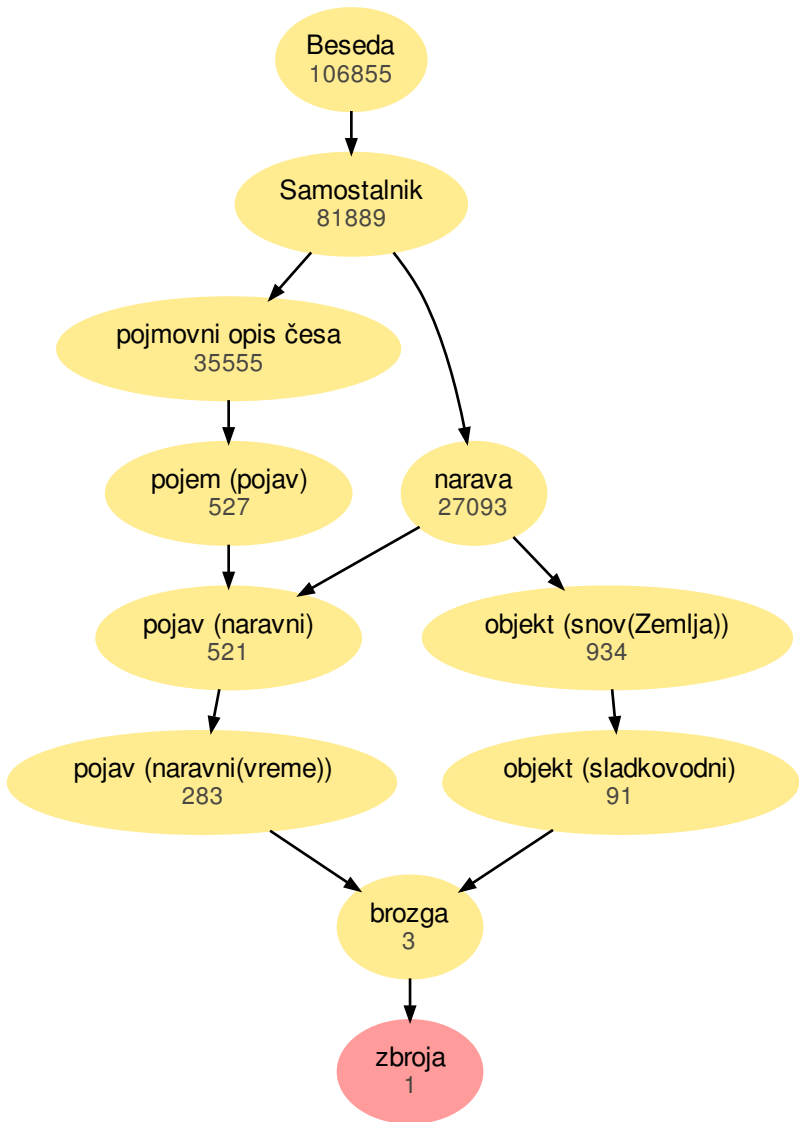 Beseda
106855
Samostalnik
81889
pojmovni opis česa
35555
pojem (pojav)
527
narava
27093
pojav (naravni)
521
objekt (snov(Zemlja))
934
pojav (naravni(vreme))
283
objekt (sladkovodni)
91
brozga
3
zbroja
1